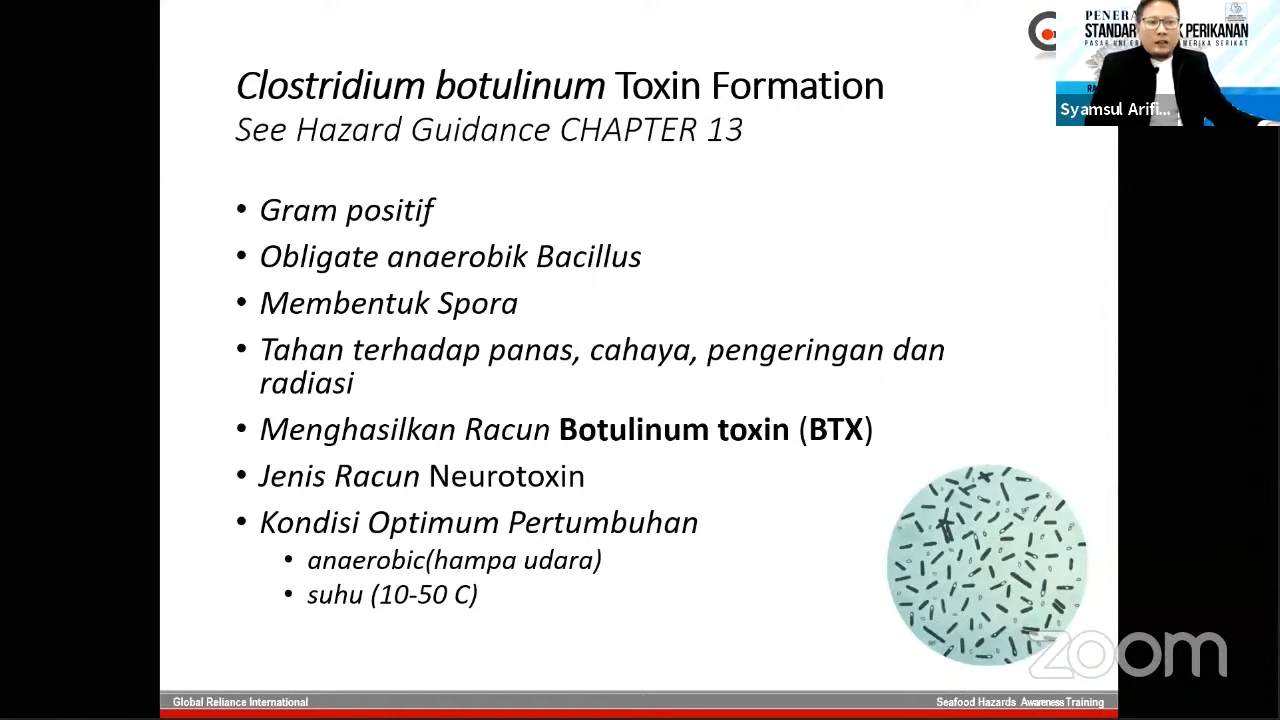 PENERA
STANDAR K PERIKANAN
PASAR UNI ER MERIKA SERIKAT
Syamsul Arifi...
Clostridium botulinum Toxin Formation
See Hazard Guidance CHAPTER 13
• Gram positif
• Obligate anaerobik Bacillus
• Membentuk Spora
• Tahan terhadap panas, cahaya, pengeringan dan
radiasi
• Menghasilkan Racun Botulinum toxin (BTX)
• Jenis Racun Neurotoxin
• Kondisi Optimum Pertumbuhan
• anaerobic(hampa udara)
• suhu (10-50 C)
zoom
Global Reliance International
Seafood Hazards Awareness Training